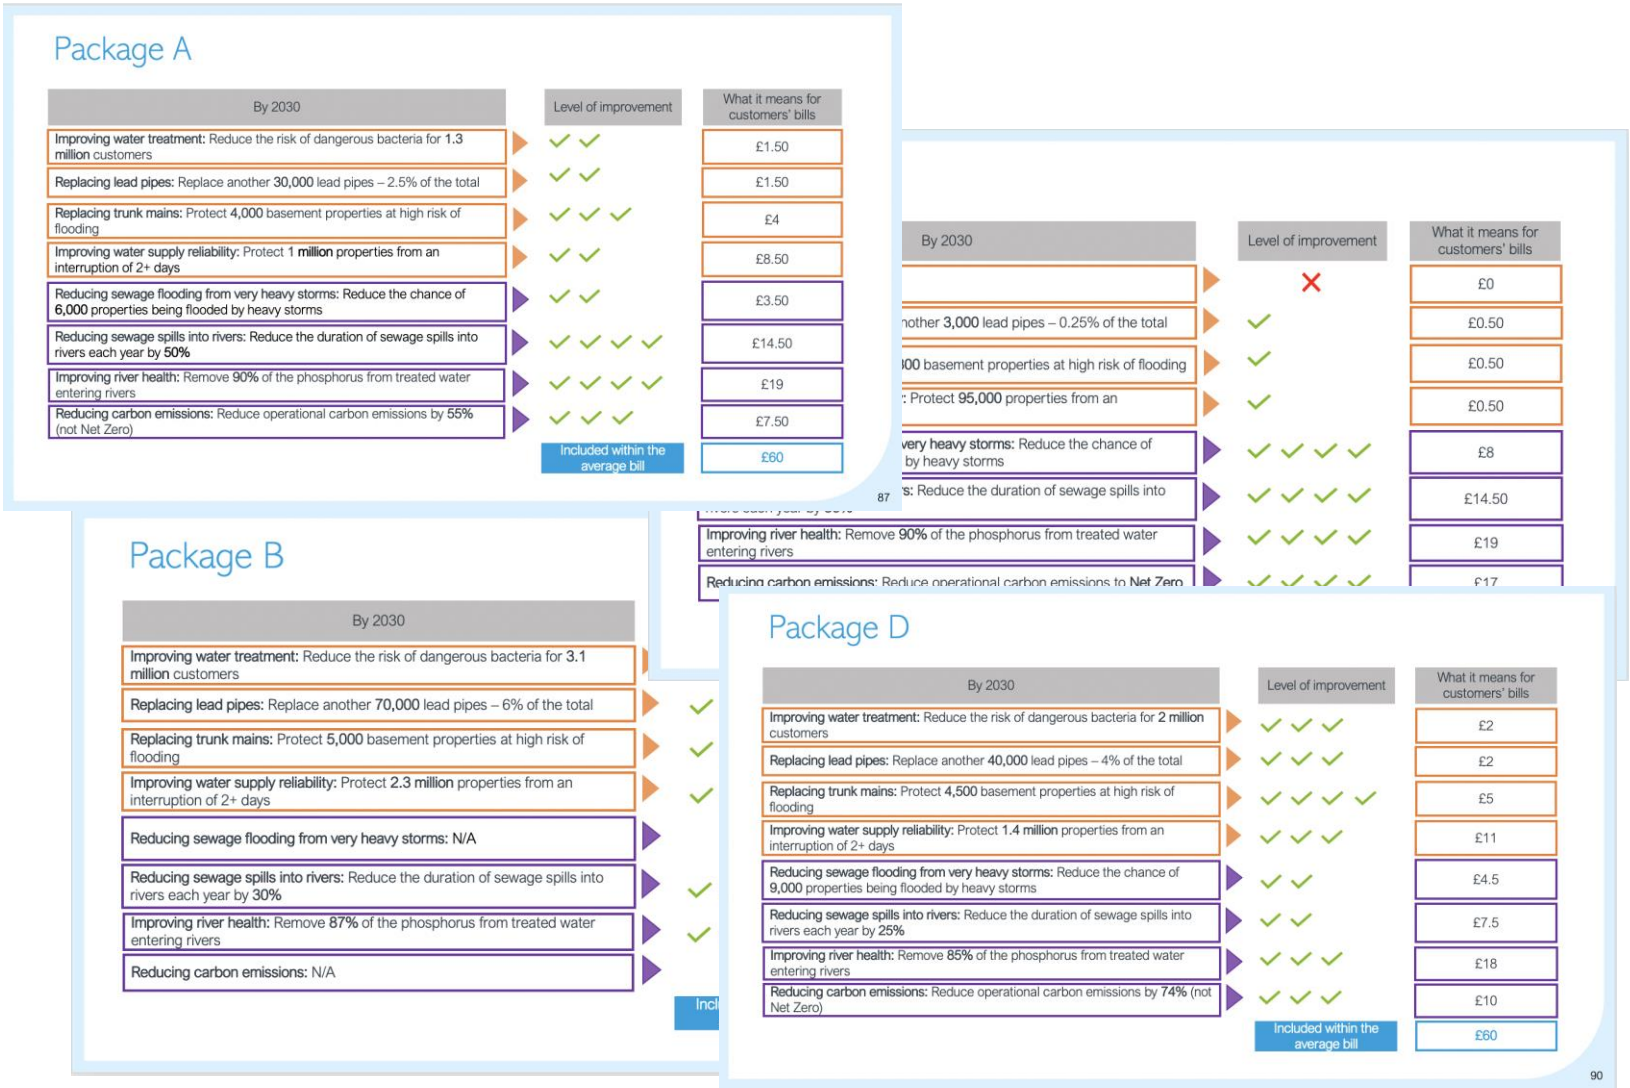 Package A
By 2030
Level of improvement
What it means for
customers' bills
Improving water treatment: Reduce the risk of dangerous bacteria for 1.3
million customers
£1.50
Replacing lead pipes: Replace another 30,000 lead pipes – 2.5% of the total
£1.50
Replacing trunk mains: Protect 4,000 basement properties at high risk of
flooding
£4
Improving water supply reliability: Protect 1 million properties from an
interruption of 2+ days
£8.50
Reducing sewage flooding from very heavy storms: Reduce the chance of
6,000 properties being flooded by heavy storms
£3.50
Reducing sewage spills into rivers: Reduce the duration of sewage spills into
rivers each year by 50%
£14.50
Improving river health: Remove 90% of the phosphorus from treated water
entering rivers
£19
Reducing carbon emissions: Reduce operational carbon emissions by 55%
(not Net Zero)
£7.50
Included within the
average bill
£60
87
By 2030
Level of improvement
What it means for
customers' bills
£0
3,000 lead pipes – 0.25% of the total
£0.50
basement properties at high risk of flooding
£0.50
Protect 95,000 properties from an
£0.50
very heavy storms: Reduce the chance of
by heavy storms
£8
Reduce the duration of sewage spills into
£14.50
Improving river health: Remove 90% of the phosphorus from treated water
entering rivers
£19
Reducing carbon emissions: Reduce operational carbon emissions to Net Zero
£17
Package B
By 2030
Improving water treatment: Reduce the risk of dangerous bacteria for 3.1
million customers
Replacing lead pipes: Replace another 70,000 lead pipes – 6% of the total
Replacing trunk mains: Protect 5,000 basement properties at high risk of
flooding
Improving water supply reliability: Protect 2.3 million properties from an
interruption of 2+ days
Reducing sewage flooding from very heavy storms: N/A
Reducing sewage spills into rivers: Reduce the duration of sewage spills into
rivers each year by 30%
Improving river health: Remove 87% of the phosphorus from treated water
entering rivers
Reducing carbon emissions: N/A
Package D
By 2030
Level of improvement
What it means for
customers' bills
Improving water treatment: Reduce the risk of dangerous bacteria for 2 million
customers
£2
Replacing lead pipes: Replace another 40,000 lead pipes – 4% of the total
£2
Replacing trunk mains: Protect 4,500 basement properties at high risk of
flooding
£5
Improving water supply reliability: Protect 1.4 million properties from an
interruption of 2+ days
£11
Reducing sewage flooding from very heavy storms: Reduce the chance of
9,000 properties being flooded by heavy storms
£4.5
Reducing sewage spills into rivers: Reduce the duration of sewage spills into
rivers each year by 25%
£7.5
Improving river health: Remove 85% of the phosphorus from treated water
entering rivers
£18
Reducing carbon emissions: Reduce operational carbon emissions by 74% (not
Net Zero)
£10
Included within the
average bill
£60
90